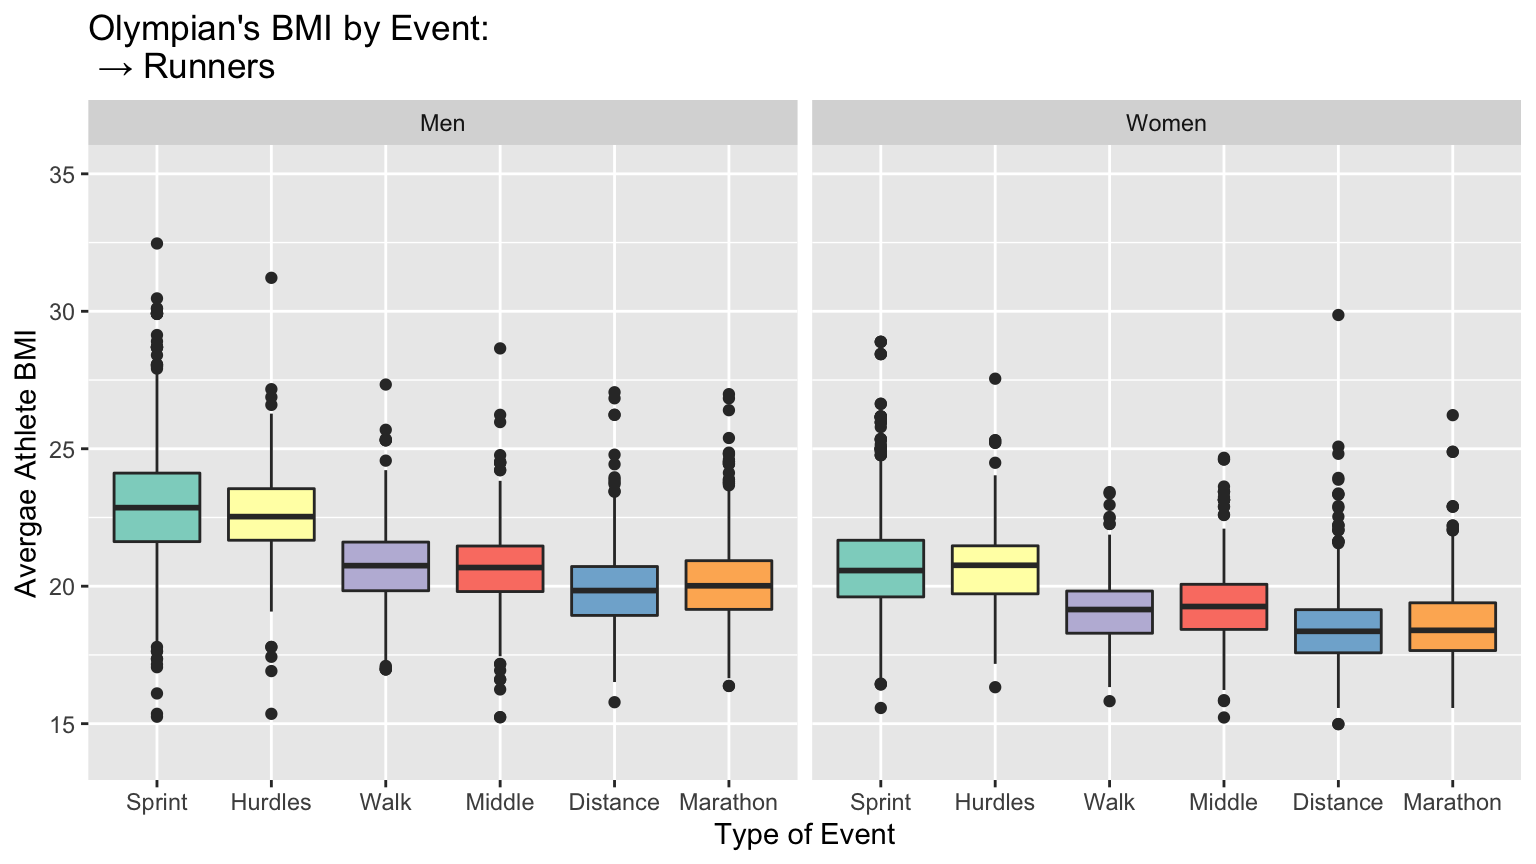 Olympian's BMI by Event:
→ Runners
Men
Women
Avergae Athlete BMI
35
30
25
20
15
Sprint
Hurdles
Walk
Middle
Distance
Marathon
Sprint
Hurdles
Walk
Middle
Distance
Marathon
Type of Event